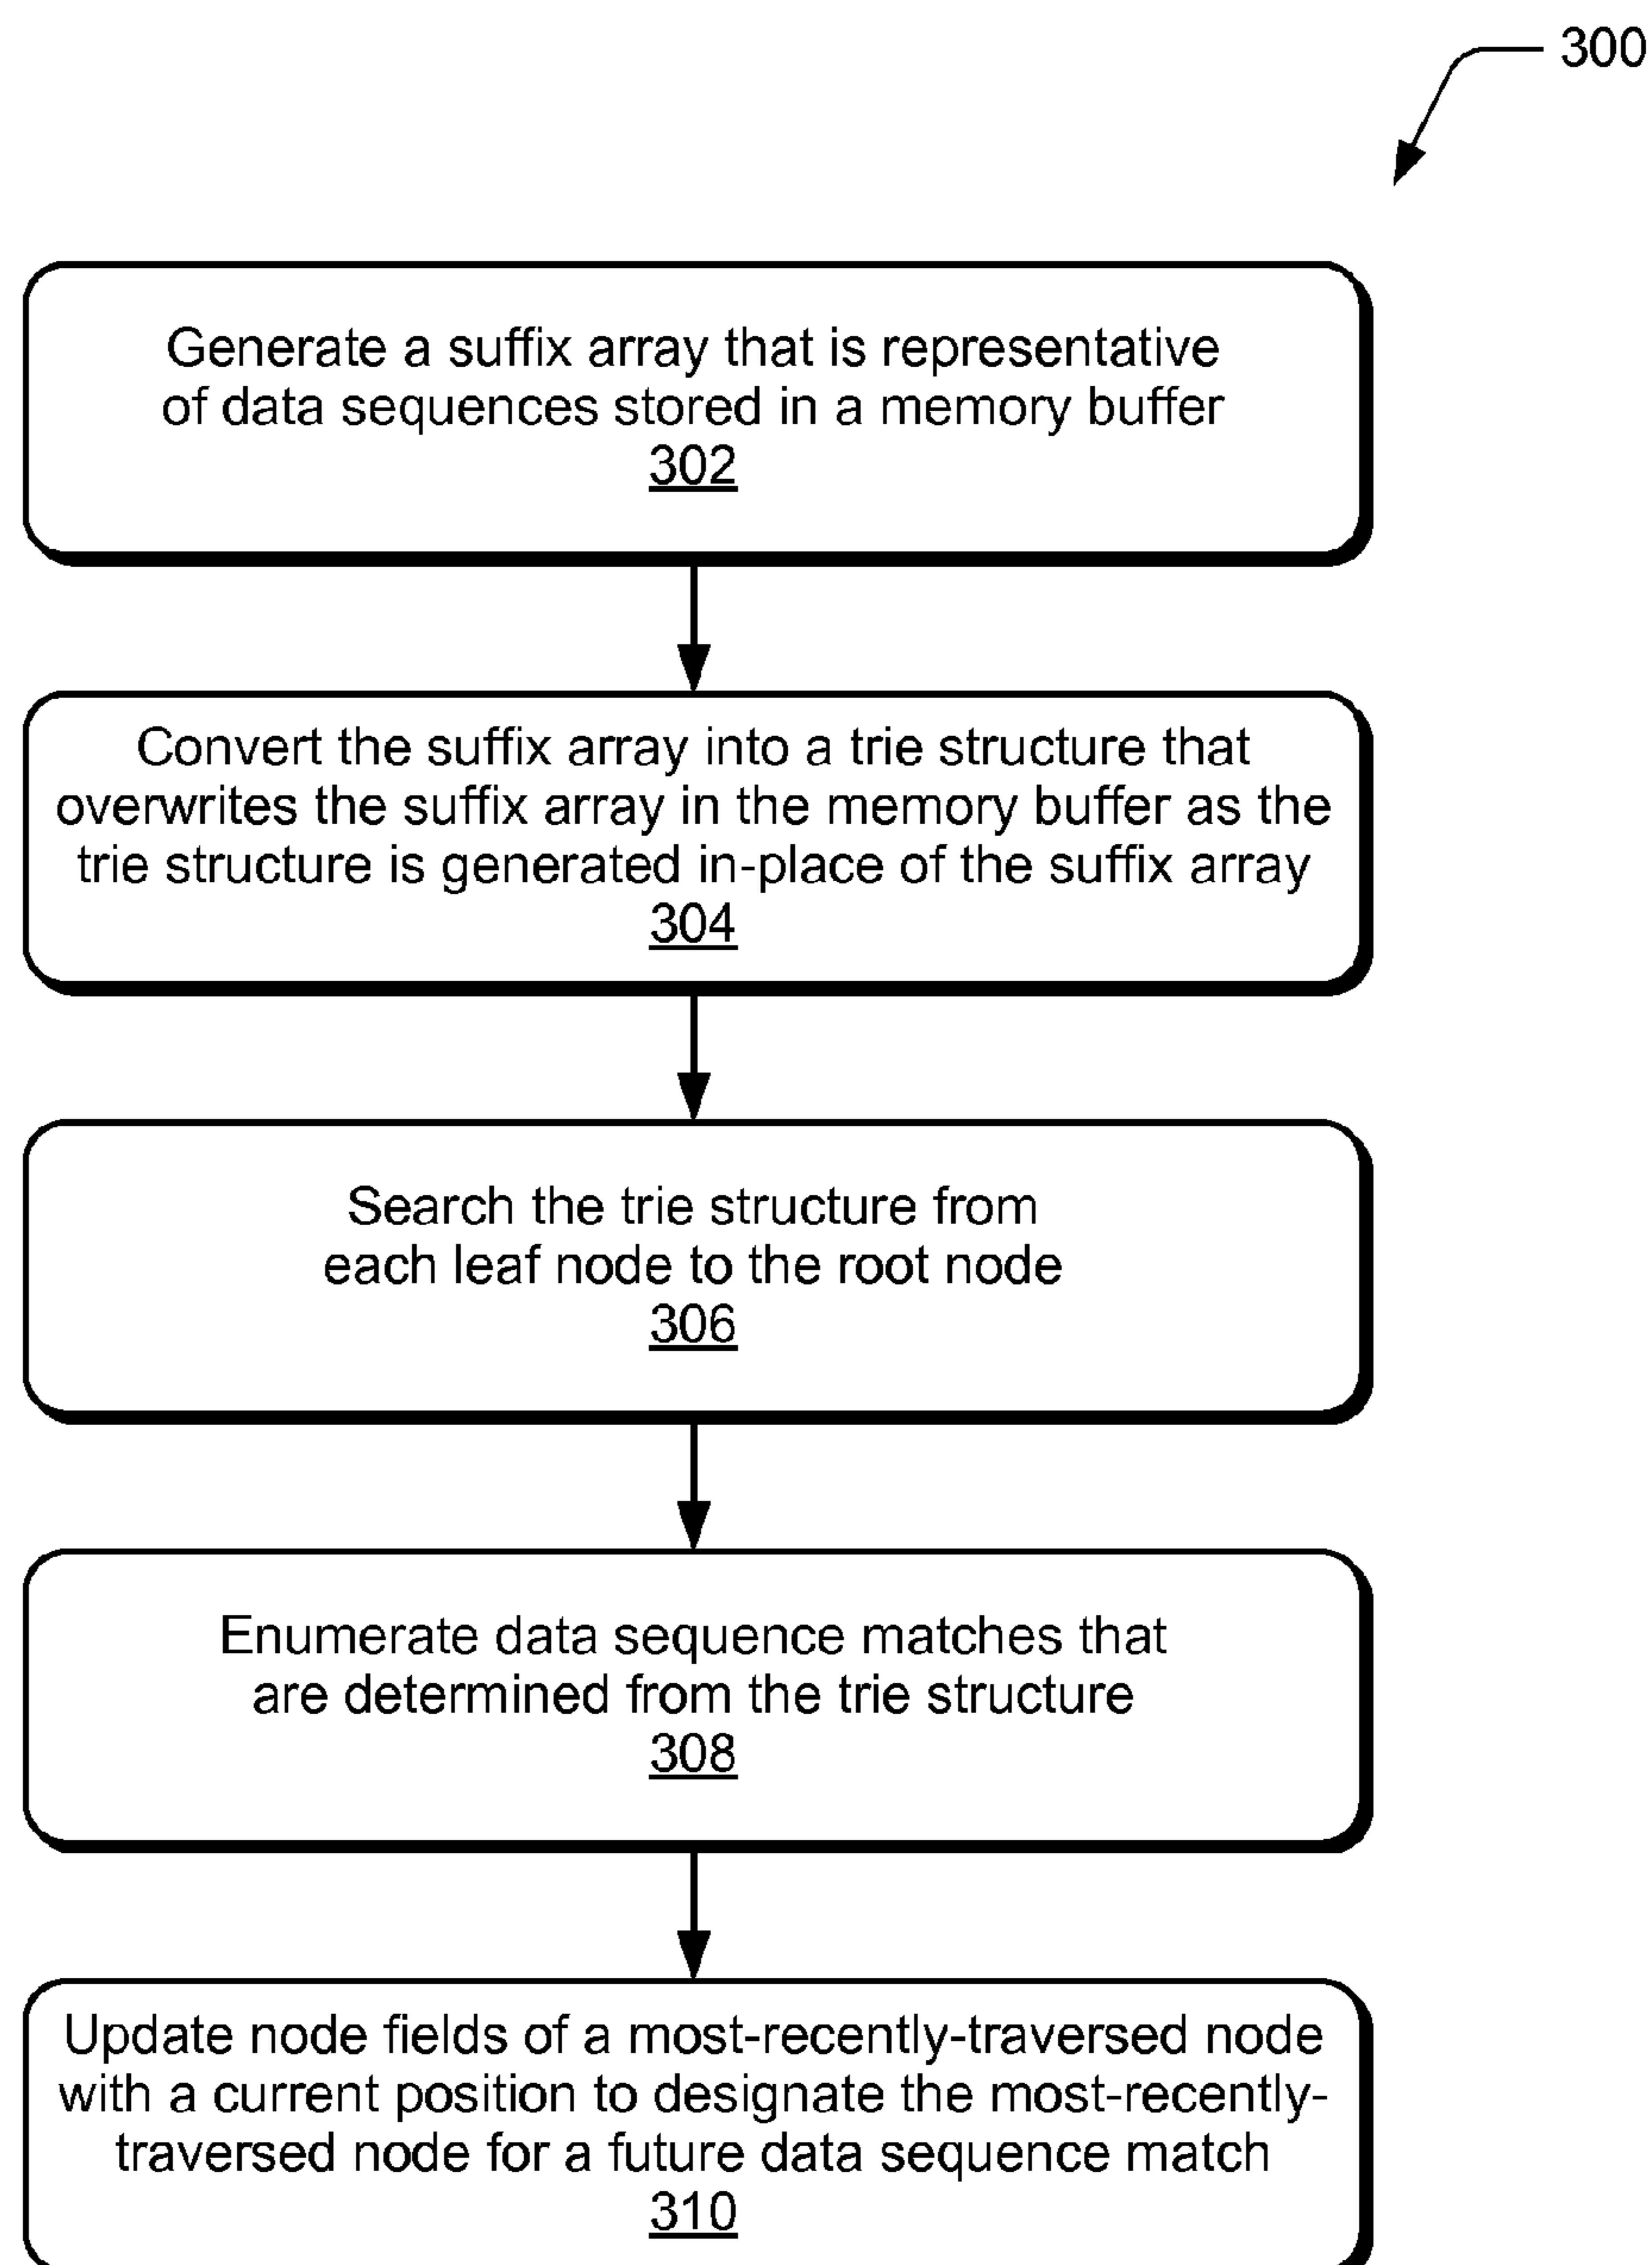 300
Generate a suffix array that is representative
of data sequences stored in a memory buffer
302
Convert the suffix array into a trie structure that
overwrites the suffix array in the memory buffer as the
trie structure is generated in-place of the suffix array
304
Search the trie structure from
each leaf node to the root node
306
Enumerate data sequence matches that
are determined from the trie structure
308
Update node fields of a most-recently-traversed node
with a current position to designate the most-recently-
traversed node for a future data sequence match
310